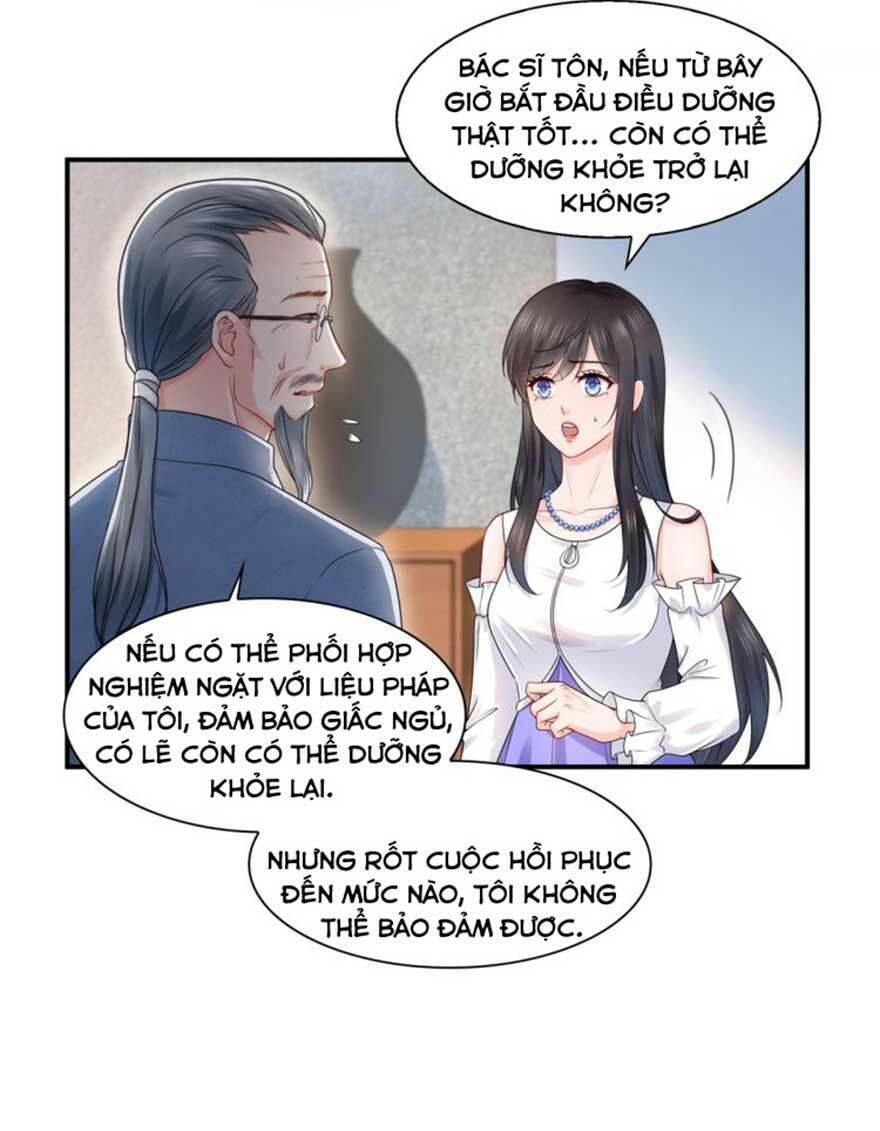 BÁC SĨ TÔN, NẾU TỪ BÂY
GIỜ BẮT ĐẦU ĐIỀU DƯỠNG
THẬT TỐT... CÒN CÓ THỂ
DƯỠNG KHỎE TRỞ LẠI
KHÔNG?
NẾU CÓ THỂ PHỐI HỢP
NGHIỆM NGẶT VỚI LIỆU PHÁP
CỦA TÔI, ĐẢM BẢO GIẤC NGỦ,
CÓ LẼ CÒN CÓ THỂ DƯỠNG
KHỎE LẠI.
NHƯNG RỐT CUỘC HỒI PHỤC
ĐẾN MỨC NÀO, TÔI KHÔNG
THỂ BẢO ĐẢM ĐƯỢC.